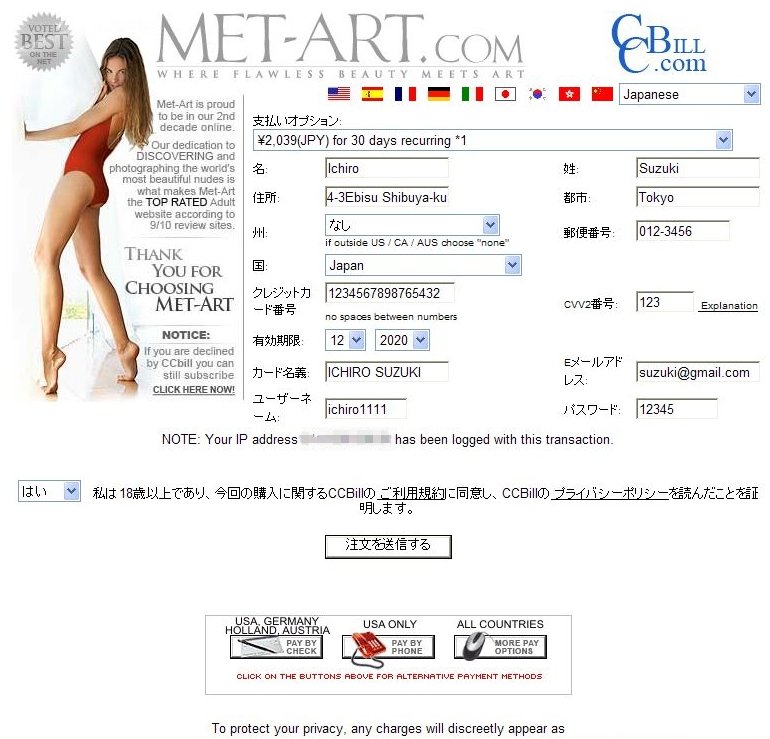 VOTED
BEST
ON THE
NET
MET-ART.COM
WHERE FLAWLESS BEAUTY MEETS ART
CCBILL
.com
Japanese
Met-Art is proud
to be in our 2nd
decade online.
Our dedication to
DISCOVERING and
photographing the world's
most beautiful nudes is
what makes Met-Art
the TOP RATED Adult
website according to
9/10 review sites.
THANK
YOU FOR
CHOOSING
MET-ART
NOTICE:
If you are declined
by CCbill you can
still subscribe
CLICK HERE NOW!
支払いオプション:
¥2,039(JPY) for 30 days recurring *1
名: Ichiro 姓: Suzuki
住所: 4-3Ebisu Shibuya-ku 都市: Tokyo
州: なし 郵便番号: 012-3456
if outside US / CA / AUS choose "none"
国: Japan
クレジットカ
ード番号 1234567898765432 CVV2番号: 123 Explanation
no spaces between numbers
有効期限: 12 2020
カード名義: ICHIRO SUZUKI Eメールアド
レス: suzuki@gmail.com
ユーザーネ
ーム: ichiro1111 パスワード: 12345
NOTE: Your IP address has been logged with this transaction.
はい 私は 18歳以上であり、今回の購入に関するCCBillの ご利用規約に同意し、CCBillの プライバシーポリシーを読んだことを証
明します。
注文を送信する
USA, GERMANY
HOLLAND, AUSTRIA
PAY BY
CHECK
USA ONLY
PAY BY
PHONE
ALL COUNTRIES
MORE PAY
OPTIONS
CLICK ON THE BUTTONS ABOVE FOR ALTERNATIVE PAYMENT METHODS
To protect your privacy, any charges will discreetly appear as